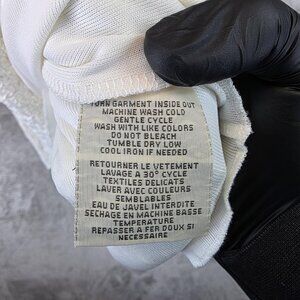 TURN GARMENT INSIDE OUT
MACHINE WASH COLD
GENTLE CYCLE
WASH WITH LIKE COLORS
DO NOT BLEACH
TUMBLE DRY LOW
COOL IRON IF NEEDED
RETOURNER LE VETEMENT
LAVAGE A 30° CYCLE
TEXTILES DELICATS
LAVER AVEC COULEURS
SEMBLABLES
EAU DE JAVEL INTERDITE
SECHAGE EN MACHINE BASSE
TEMPERATURE
REPASSER A FER DOUX SI
NECESSAIRE